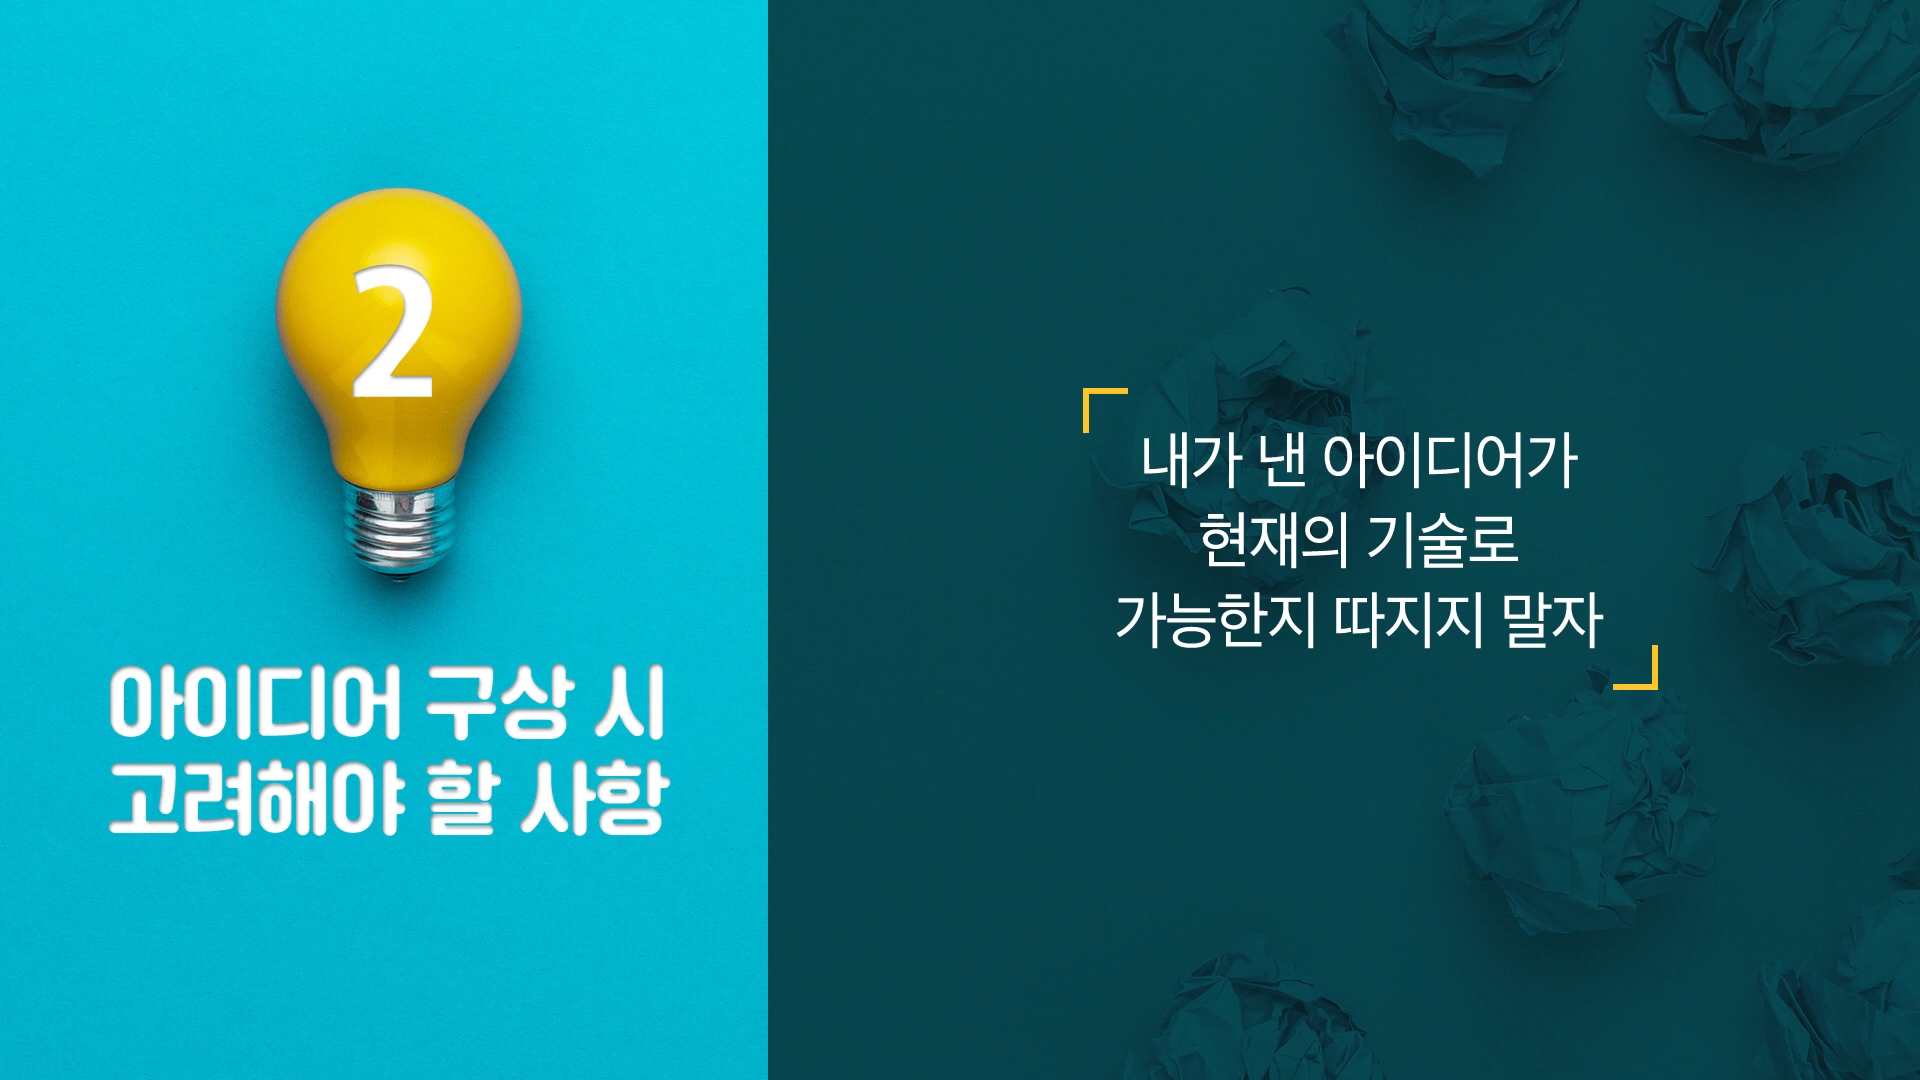 2
아이디어 구상 시
고려해야 할 사항
내가 낸 아이디어가
현재의 기술로
가능한지 따지지 말자